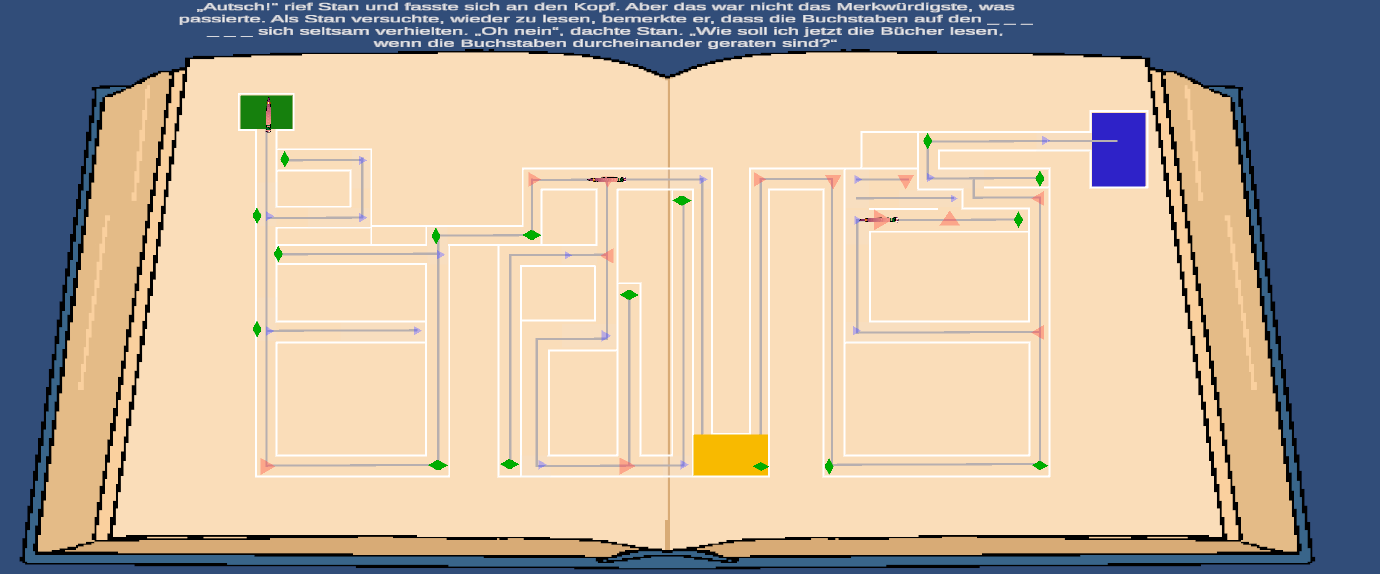 „Autsch!“ rief Stan und fasste sich an den Kopf. Aber das war nicht das Merkwürdigste, was
passierte. Als Stan versuchte, wieder zu lesen, bemerkte er, dass die Buchstaben auf den _ _ _
_ _ _ sich seltsam verhielten. „Oh nein“, dachte Stan. „Wie soll ich jetzt die Bücher lesen,
wenn die Buchstaben durcheinander geraten sind?“